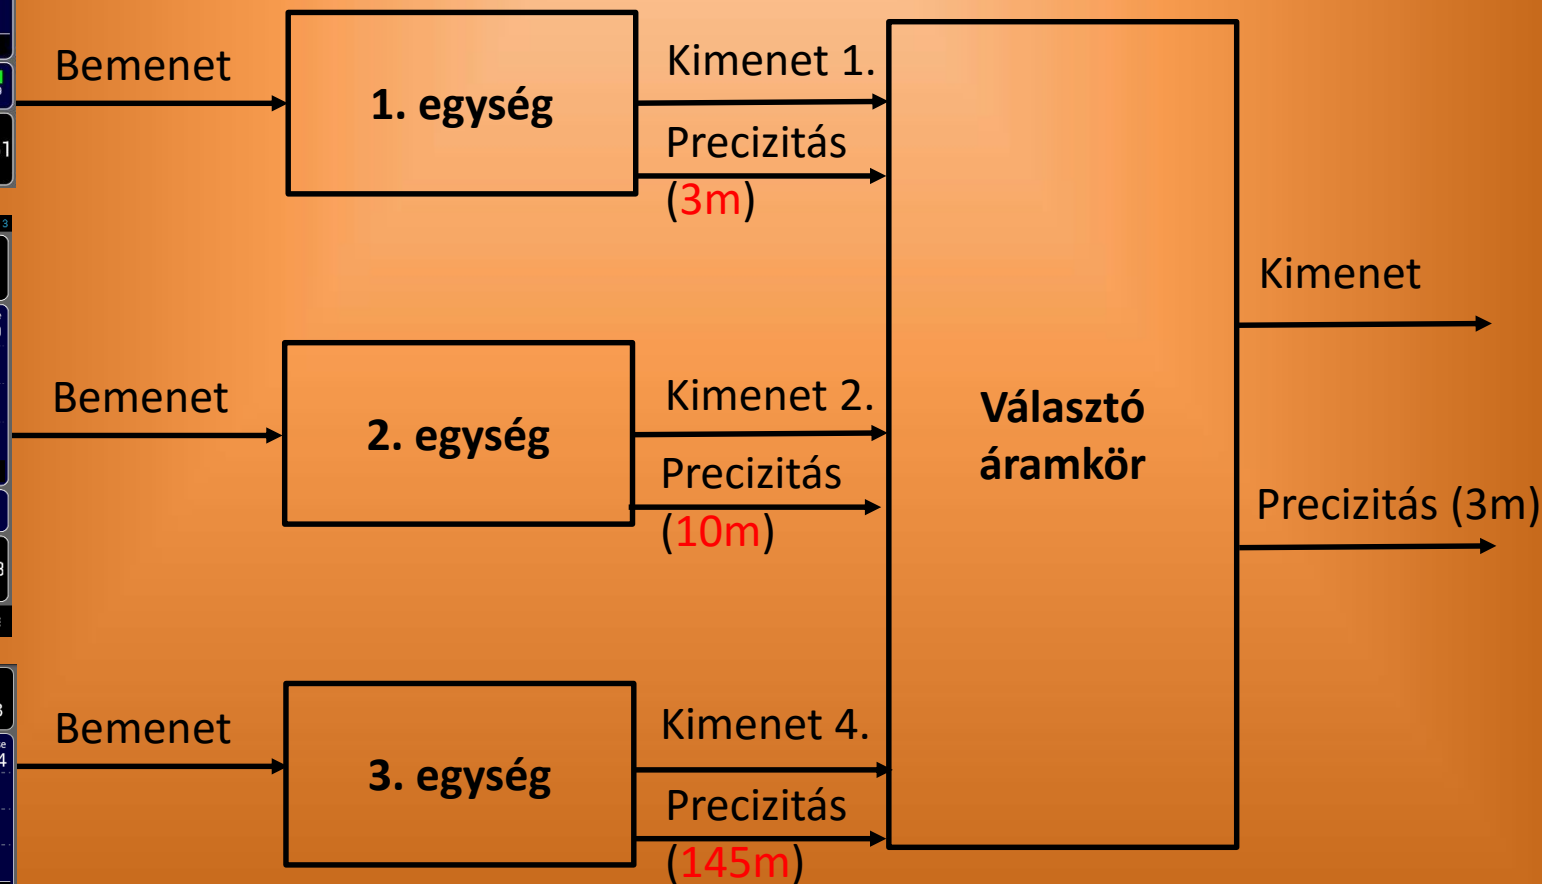 Bemenet
1. egység
Kimenet 1.
Precizitás
(3m)
Bemenet
2. egység
Kimenet 2.
Precizitás
(10m)
Bemenet
3. egység
Kimenet 4.
Precizitás
(145m)
Választó
áramkör
Kimenet
Precizitás (3m)